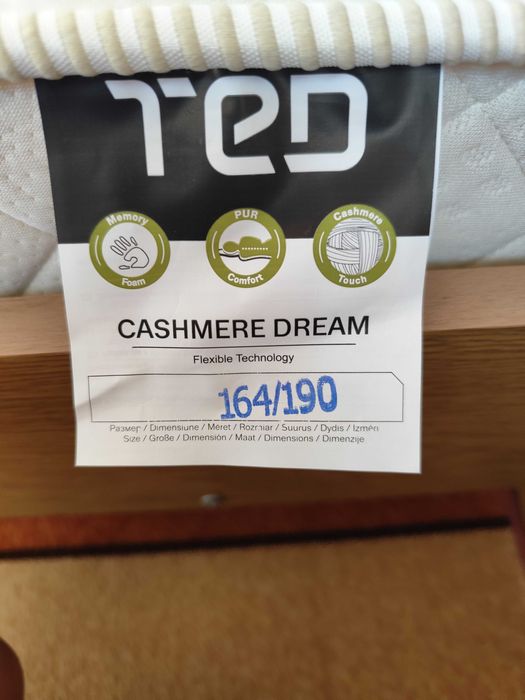 TED
Memory
Foam
PUR
Comfort
Cashmere
Touch
CASHMERE DREAM
Flexible Technology
164/190
Размер / Dimensiune / Méret / Rozmiar / Suurus / Dydis / Izmēri
Size / Große / Dimensión / Maat / Dimensions / Dimenzije